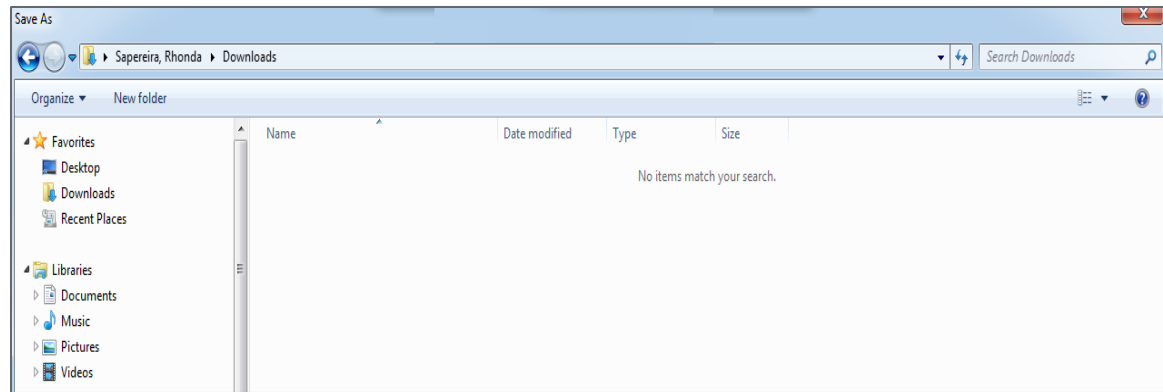 Save As
Sapereira, Rhonda Downloads
Search Downloads
Organize New folder
Name Date modified Type Size
No items match your search.
Favorites
Desktop
Downloads
Recent Places
Libraries
Documents
Music
Pictures
Videos